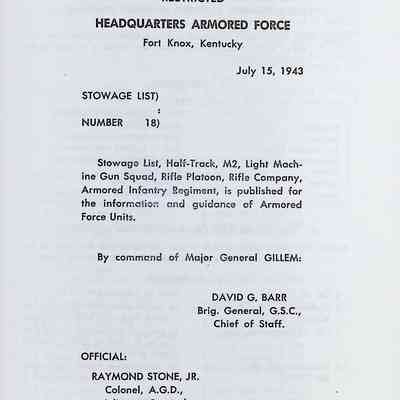 RESTRICTED
HEADQUARTERS ARMORED FORCE
Fort Knox, Kentucky
July 15, 1943
STOWAGE LIST)
:
NUMBER 18)
Stowage List, Half-Track, M2, Light Mach-
ine Gun Squad, Rifle Platoon, Rifle Company,
Armored Infantry Regiment, is published for
the information and guidance of Armored
Force Units.
By command of Major General GILLEM:
DAVID G. BARR
Brig. General, G.S.C.,
Chief of Staff.
OFFICIAL:
RAYMOND STONE, JR.
Colonel, A.G.D.,